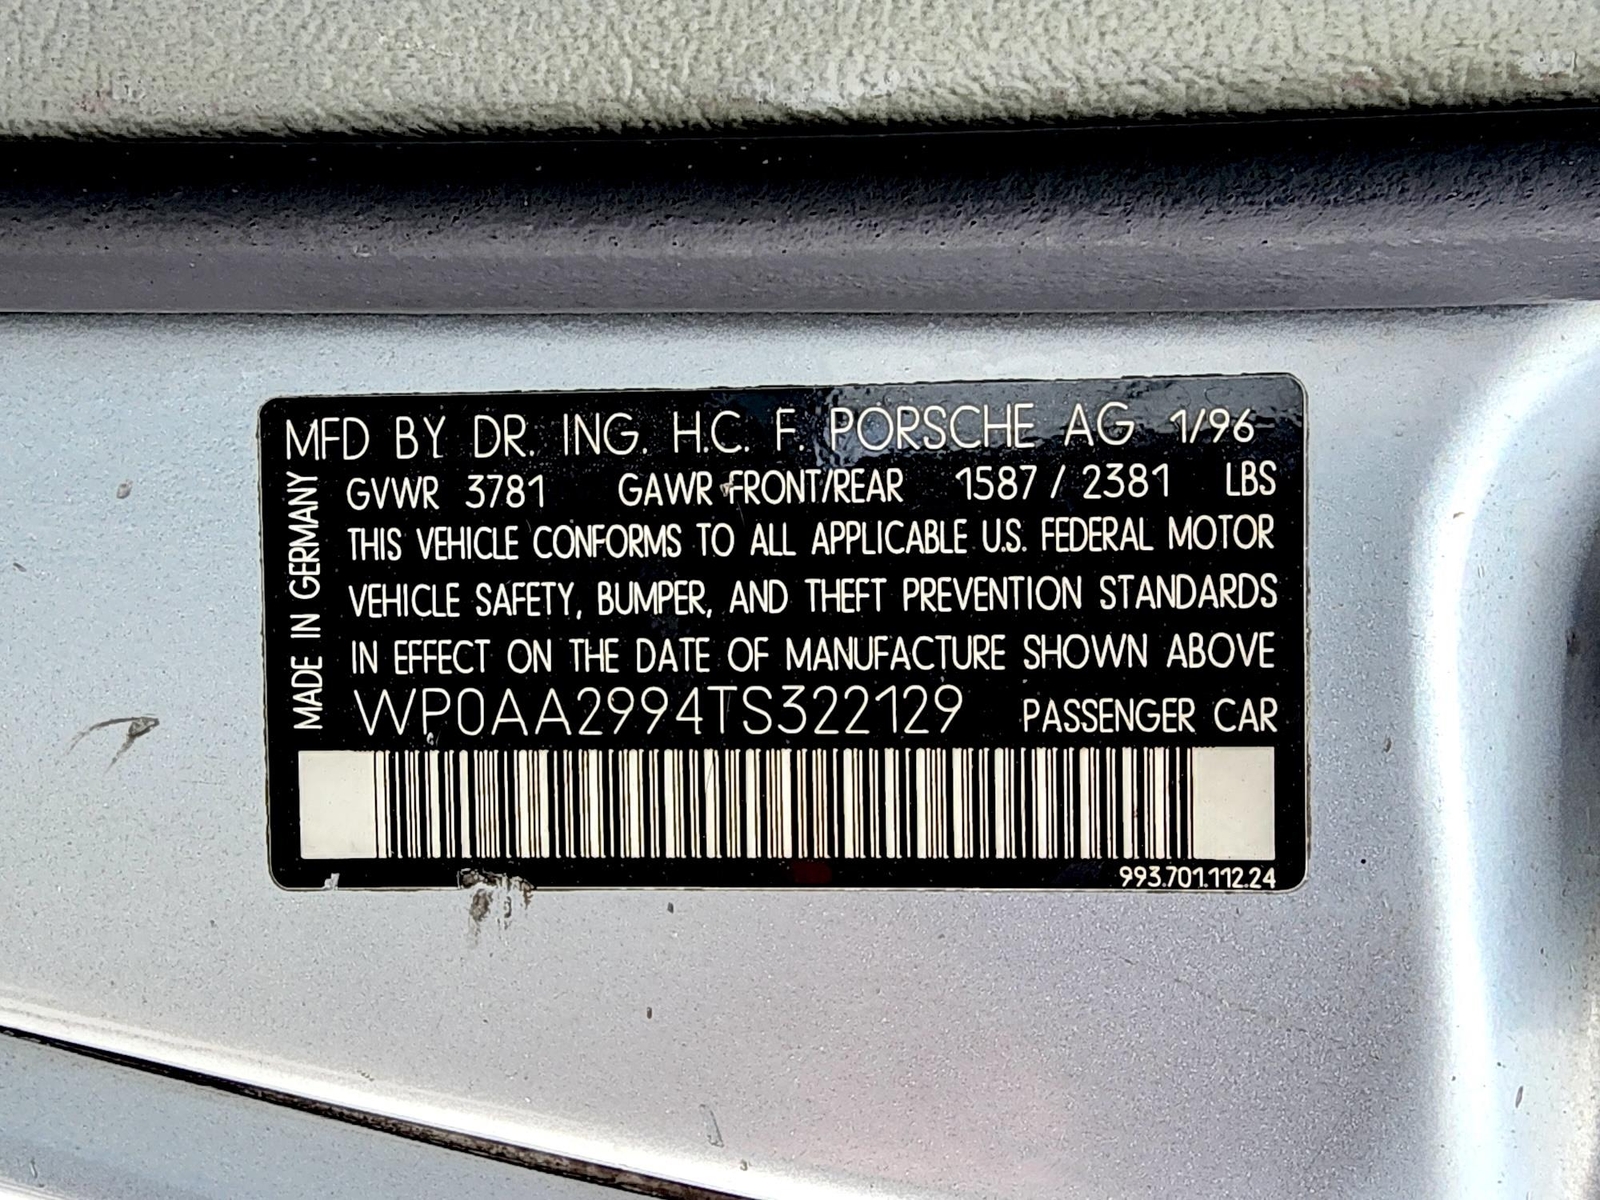 MFD BY DR. ING. H.C. F. PORSCHE AG 1/96
GVWR 3781 GAWR FRONT/REAR 1587 / 2381 LBS
THIS VEHICLE CONFORMS TO ALL APPLICABLE U.S. FEDERAL MOTOR
VEHICLE SAFETY, BUMPER, AND THEFT PREVENTION STANDARDS
IN EFFECT ON THE DATE OF MANUFACTURE SHOWN ABOVE
WP0AA2994TS322129 PASSENGER CAR
MADE IN GERMANY
993.701.112.24